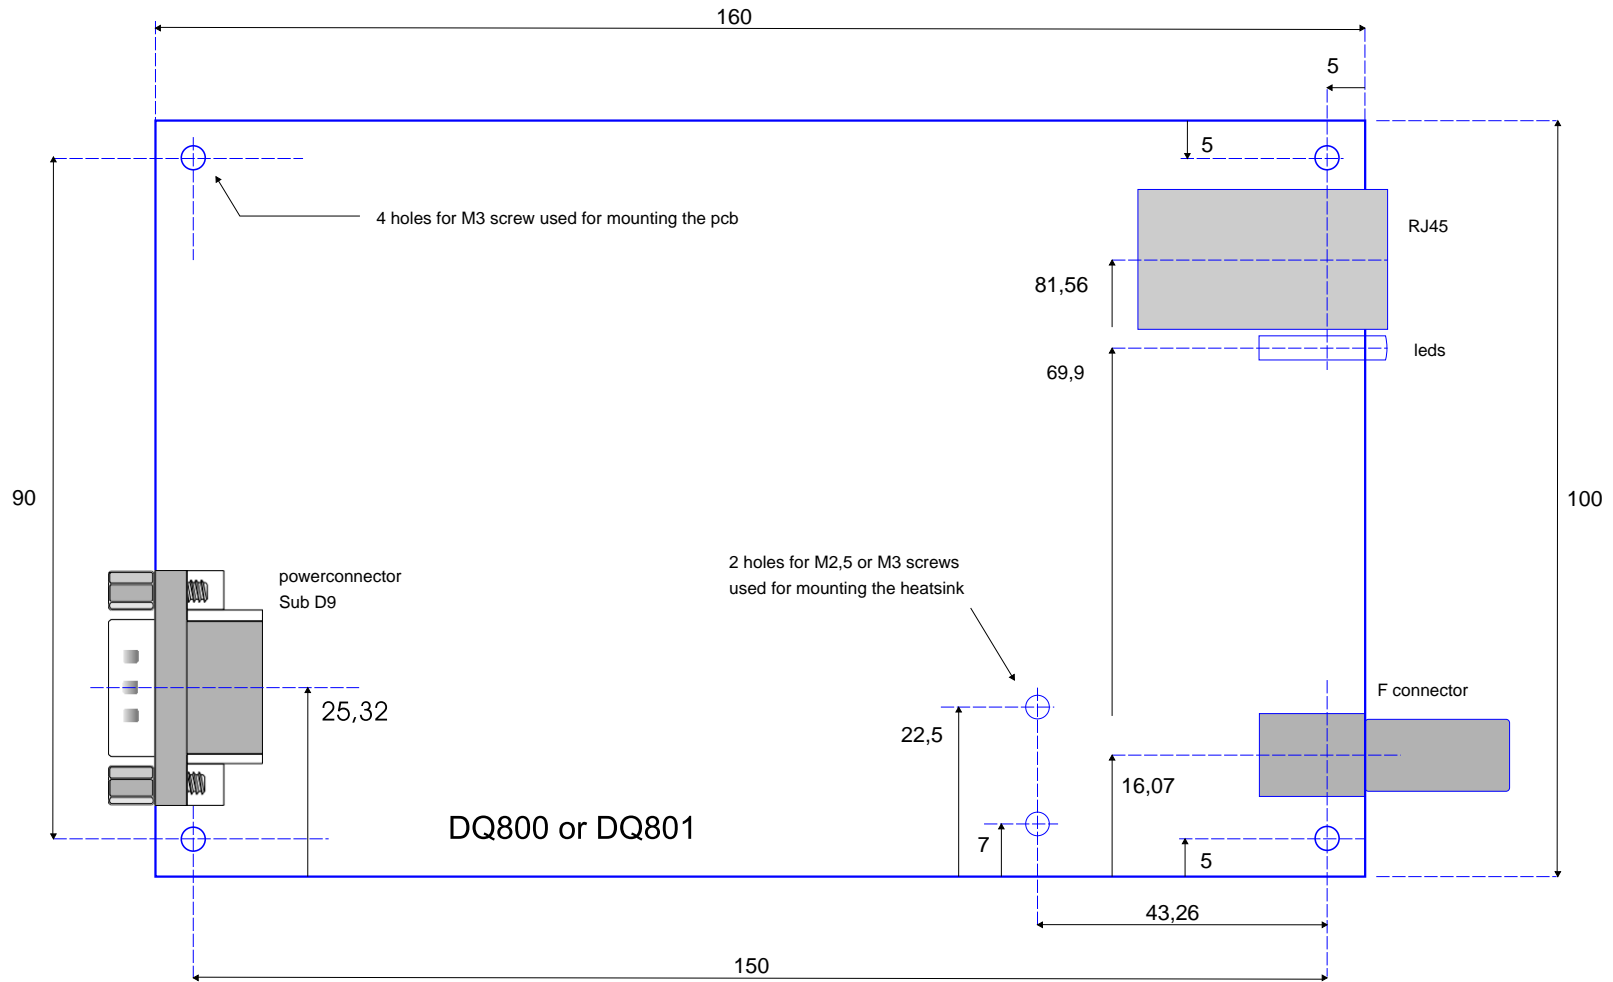 160
5
5
4 holes for M3 screw used for mounting the pcb
RJ45
81,56
leds
69,9
90
100
2 holes for M2,5 or M3 screws
used for mounting the heatsink
powerconnector
Sub D9
F connector
25,32
22,5
16,07
DQ800 or DQ801
7
5
43,26
150